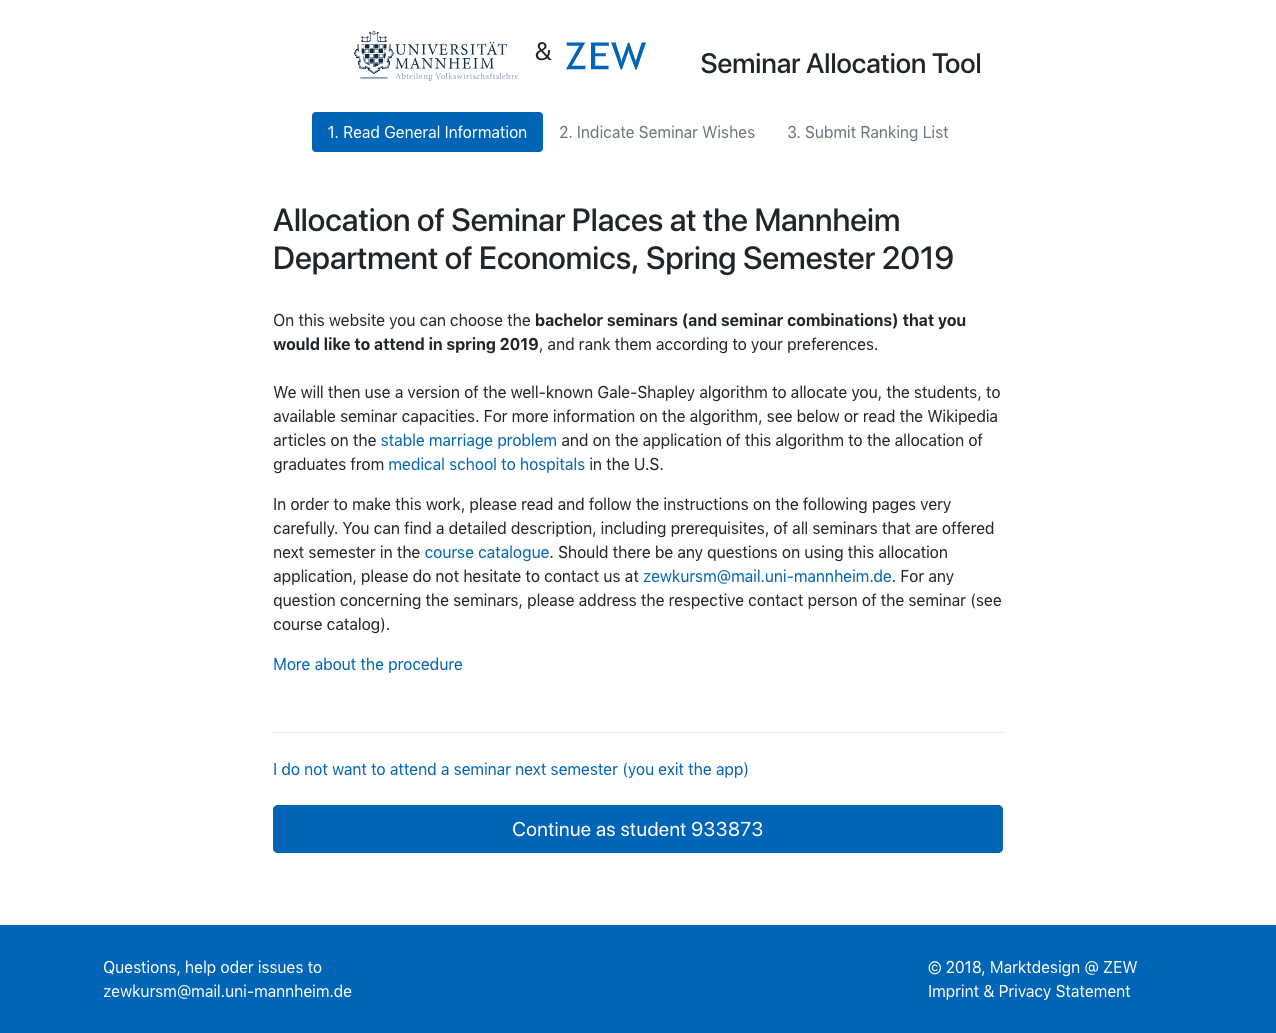 UNIVERSITÄT
MANNHEIM
Abteilung Volkswirtschaftslehre
& ZEW
Seminar Allocation Tool
1. Read General Information
2. Indicate Seminar Wishes
3. Submit Ranking List
Allocation of Seminar Places at the Mannheim
Department of Economics, Spring Semester 2019
On this website you can choose the bachelor seminars (and seminar combinations) that you
would like to attend in spring 2019, and rank them according to your preferences.
We will then use a version of the well-known Gale-Shapley algorithm to allocate you, the students, to
available seminar capacities. For more information on the algorithm, see below or read the Wikipedia
articles on the stable marriage problem and on the application of this algorithm to the allocation of
graduates from medical school to hospitals in the U.S.
In order to make this work, please read and follow the instructions on the following pages very
carefully. You can find a detailed description, including prerequisites, of all seminars that are offered
next semester in the course catalogue. Should there be any questions on using this allocation
application, please do not hesitate to contact us at zewkursm@mail.uni-mannheim.de. For any
question concerning the seminars, please address the respective contact person of the seminar (see
course catalog).
More about the procedure
I do not want to attend a seminar next semester (you exit the app)
Continue as student 933873
Questions, help oder issues to
zewkursm@mail.uni-mannheim.de
© 2018, Marktdesign @ ZEW
Imprint & Privacy Statement